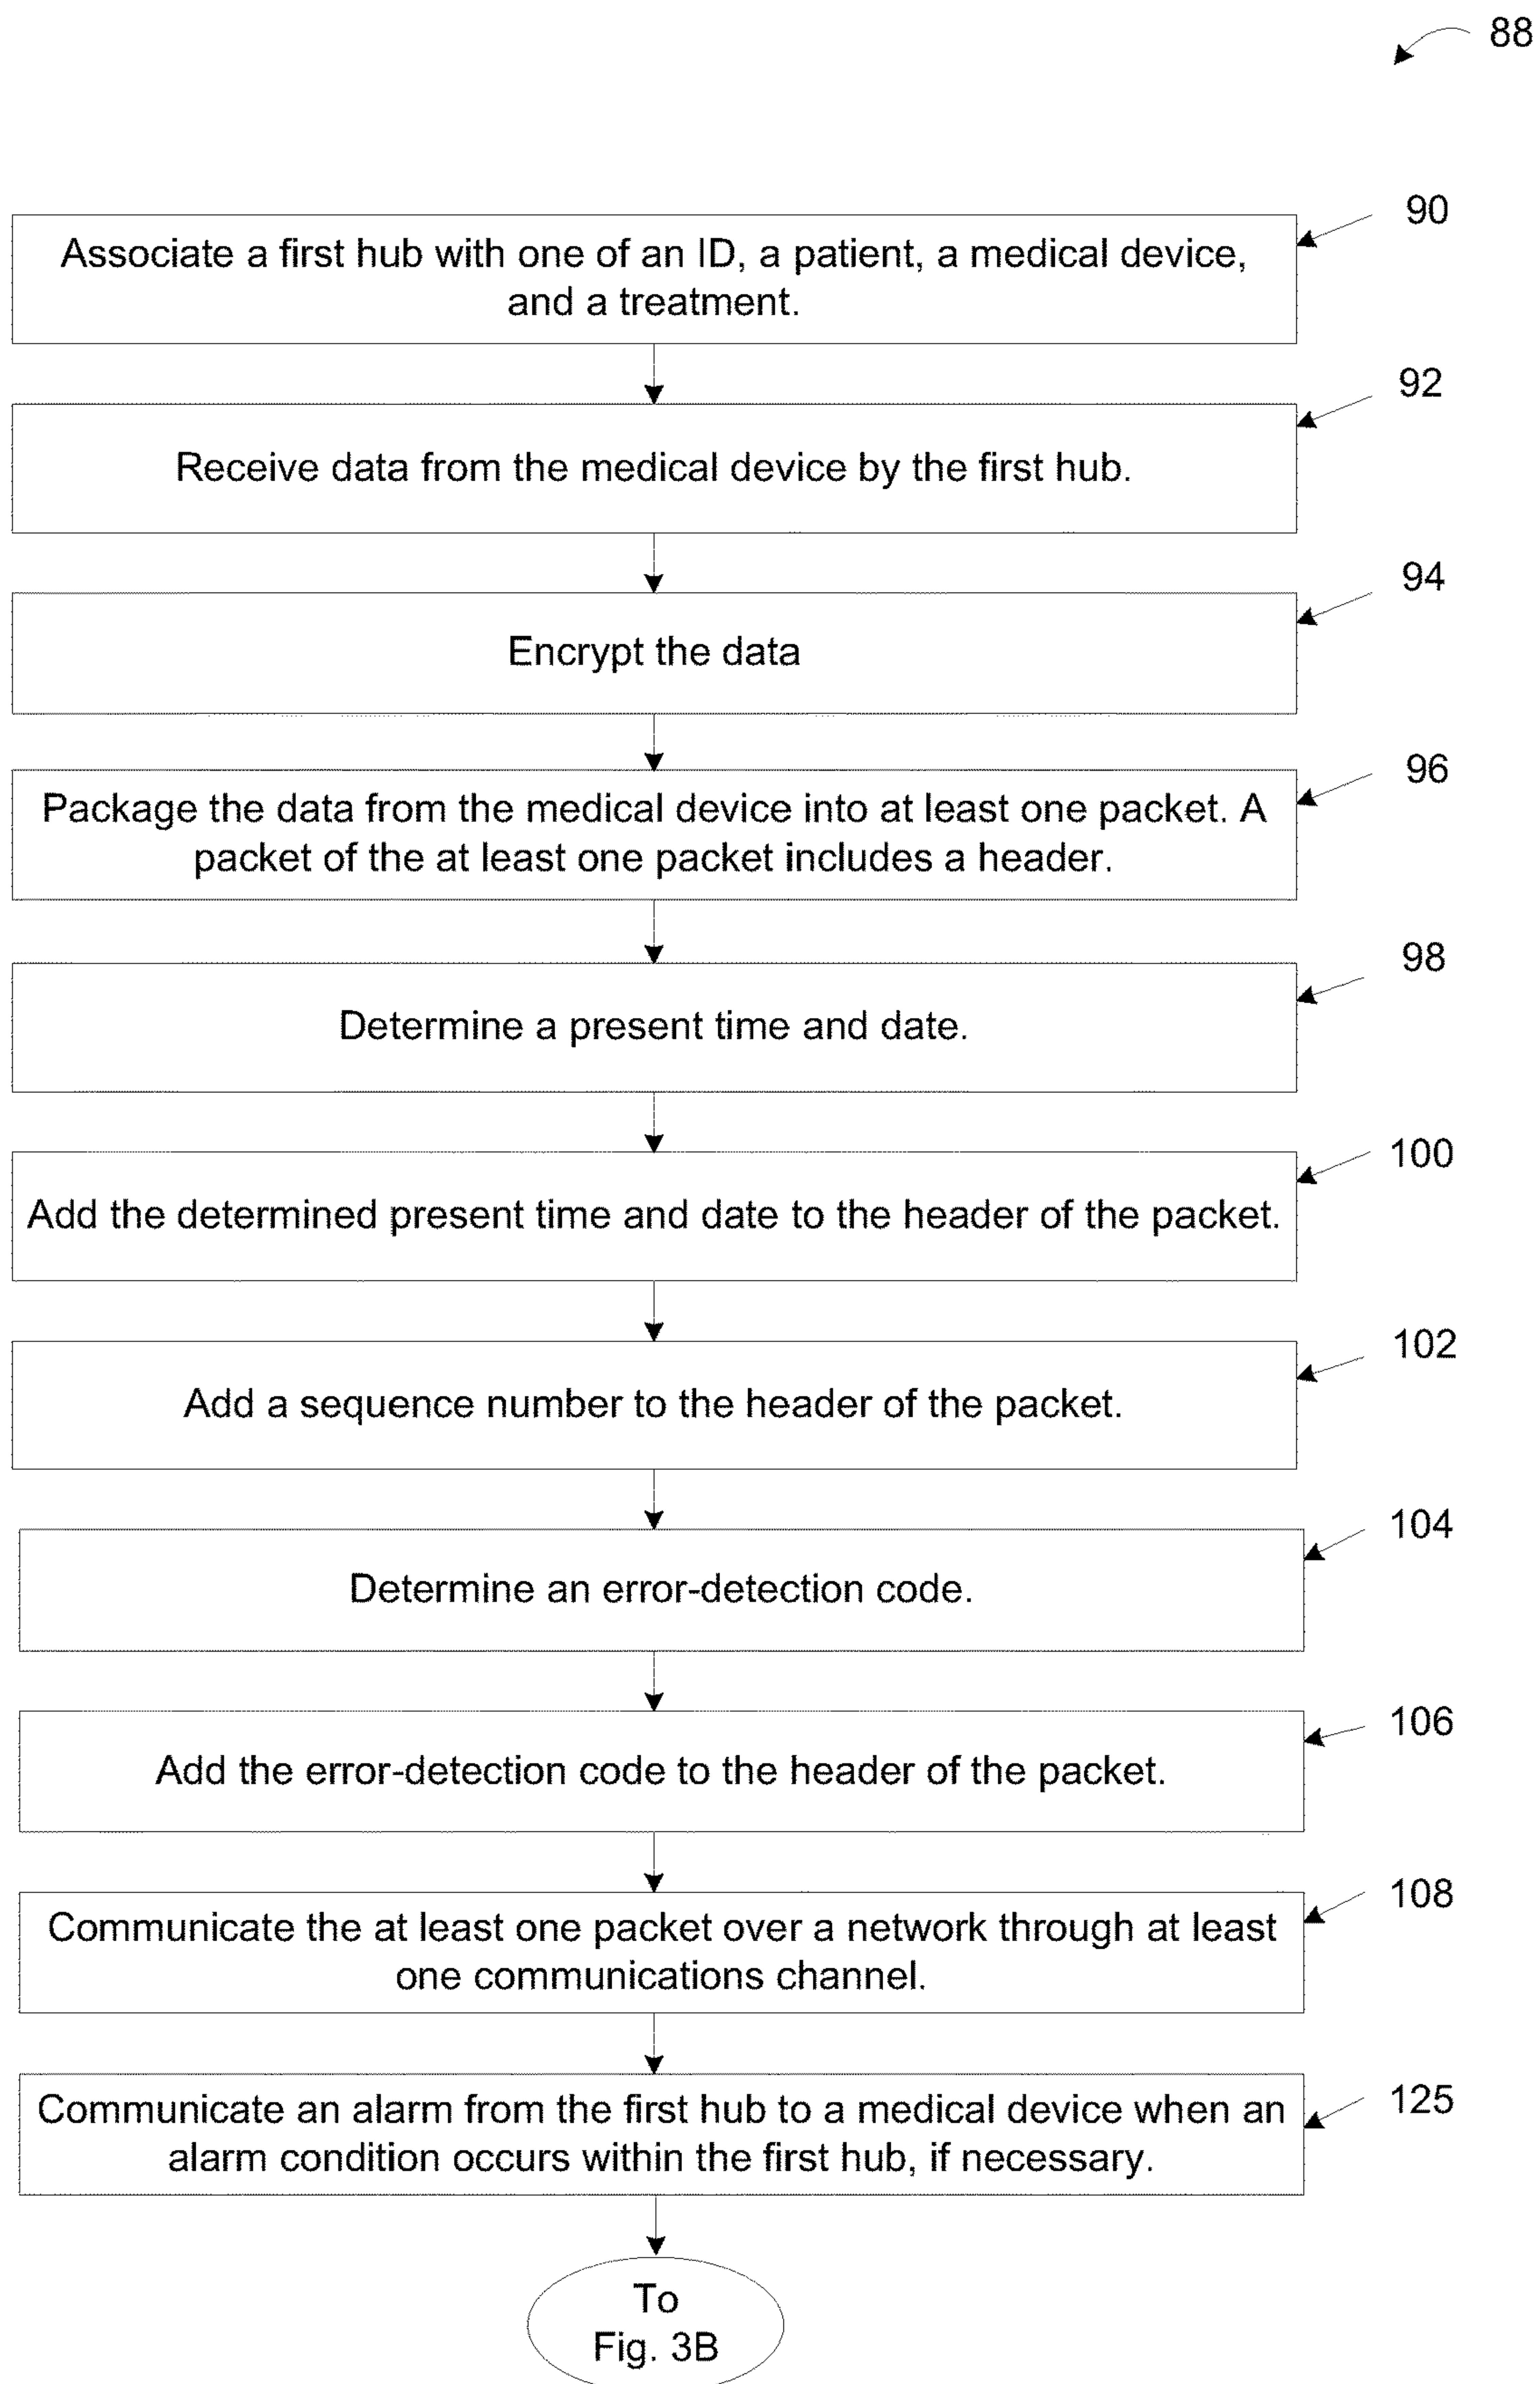 88
90
Associate a first hub with one of an ID, a patient, a medical device,
and a treatment.
92
Receive data from the medical device by the first hub.
94
Encrypt the data
96
Package the data from the medical device into at least one packet. A
packet of the at least one packet includes a header.
98
Determine a present time and date.
100
Add the determined present time and date to the header of the packet.
102
Add a sequence number to the header of the packet.
104
Determine an error-detection code.
106
Add the error-detection code to the header of the packet.
108
Communicate the at least one packet over a network through at least
one communications channel.
125
Communicate an alarm from the first hub to a medical device when an
alarm condition occurs within the first hub, if necessary.
To
Fig. 3B